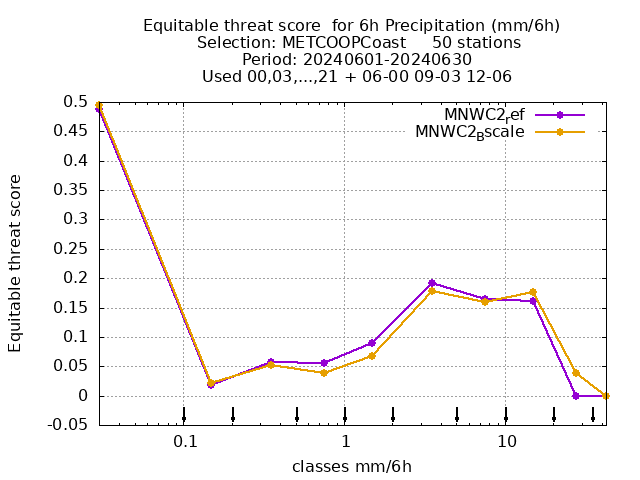 Equitable threat score  for 6h Precipitation (mm/6h)
Selection: METCOOPCoast     50 stations
Period: 20240601-20240630
Used 00,03,...,21 + 06-00 09-03 12-06
MNWC2ref
MNWC2Bscale
0.5
0.45
0.4
0.35
0.3
0.25
0.2
0.15
0.1
0.05
0
-0.05
Equitable threat score
0.1 1 10
classes mm/6h